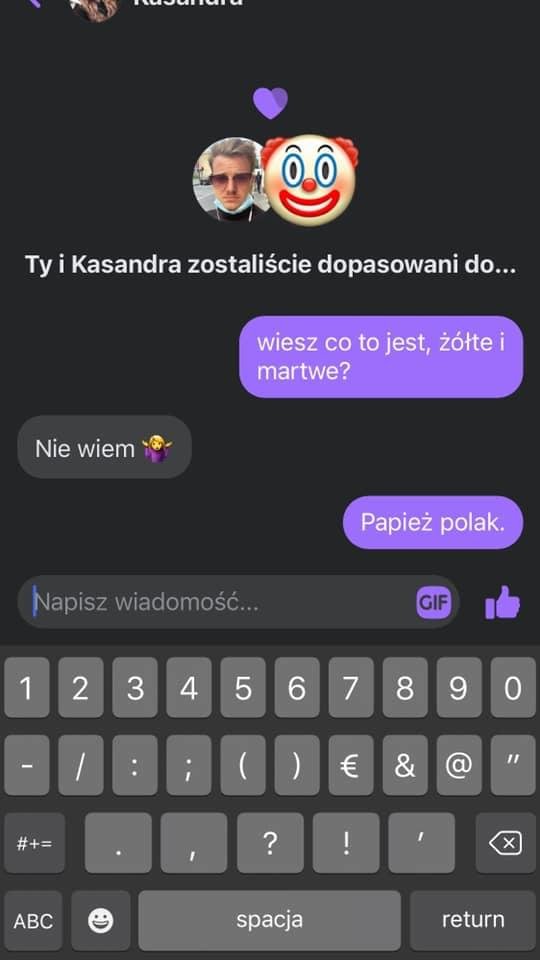 Kasandra
Ty i Kasandra zostaliście dopasowani do...
wiesz co to jest, żółte i
martwe?
Nie wiem 🤷‍♀️
Papież polak.
Napisz wiadomość...
GIF
1 2 3 4 5 6 7 8 9 0
- / : ; ( ) € & @ "
#+= . , ? ! '
ABC spacja return